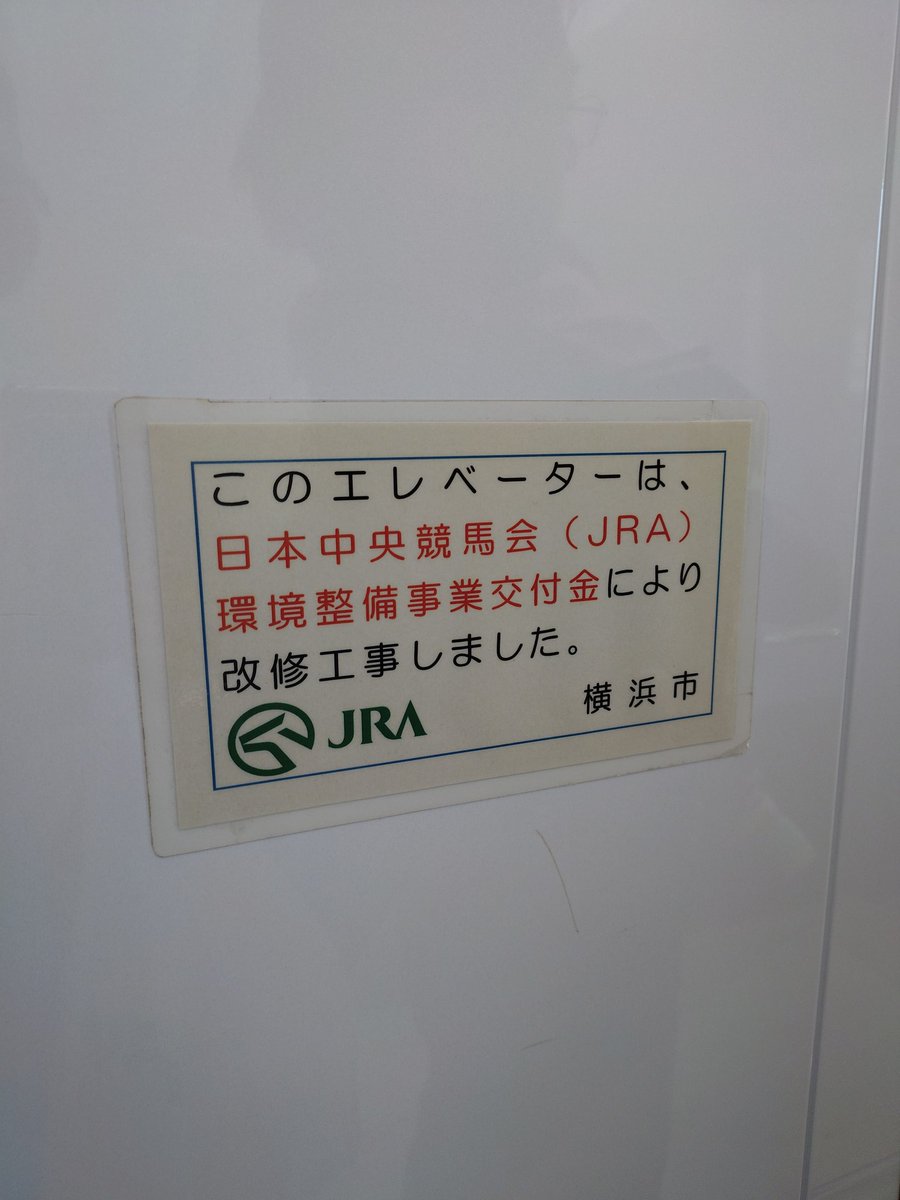 このエレベーターは、
日本中央競馬会（JRA）
環境整備事業交付金により
改修工事しました。
横浜市
JRA